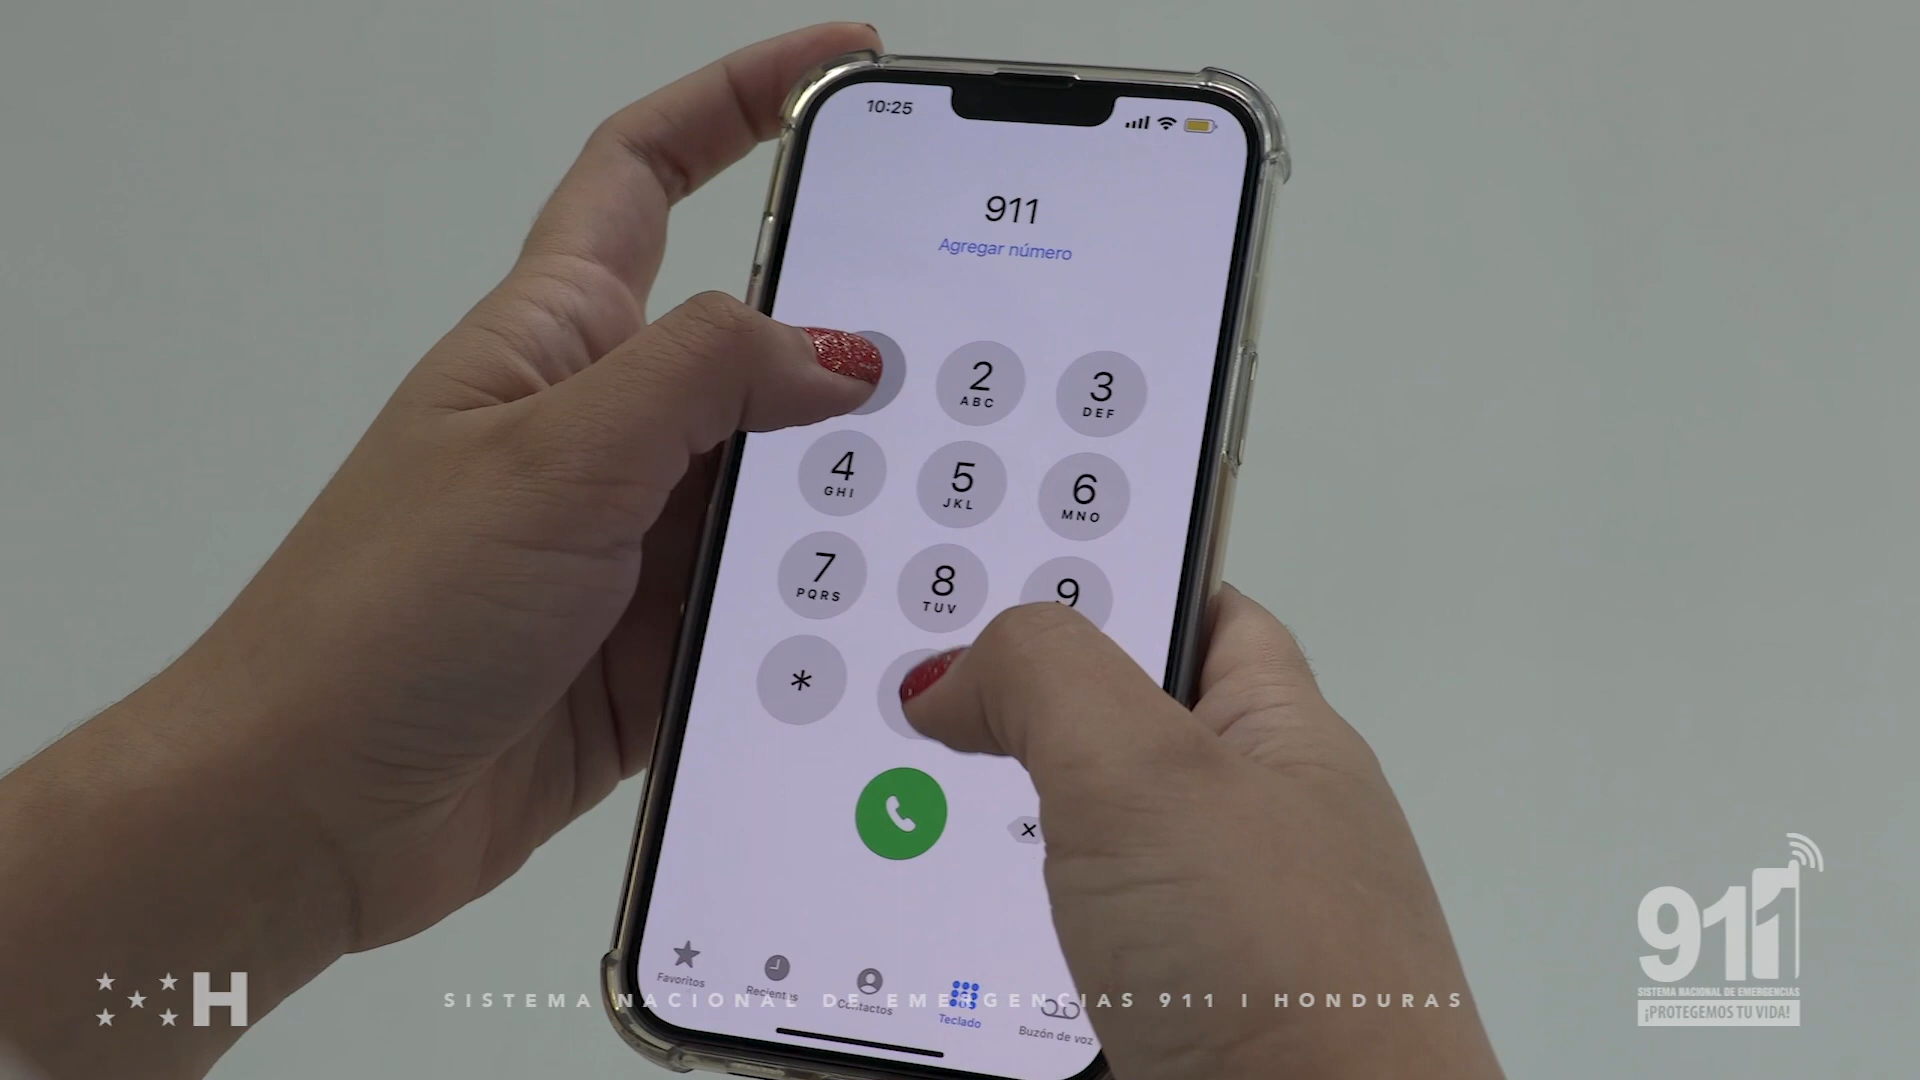 10:25
911
Agregar número
2
ABC
3
DEF
4
GHI
5
JKL
6
MNO
7
PQRS
8
TUV
9
*
Favoritos
Recientes
Contactos
Teclado
Buzón de voz
H
SISTEMA NACIONAL DE EMERGENCIAS 911 I HONDURAS
911
SISTEMA NACIONAL DE EMERGENCIAS
¡PROTEGEMOS TU VIDA!